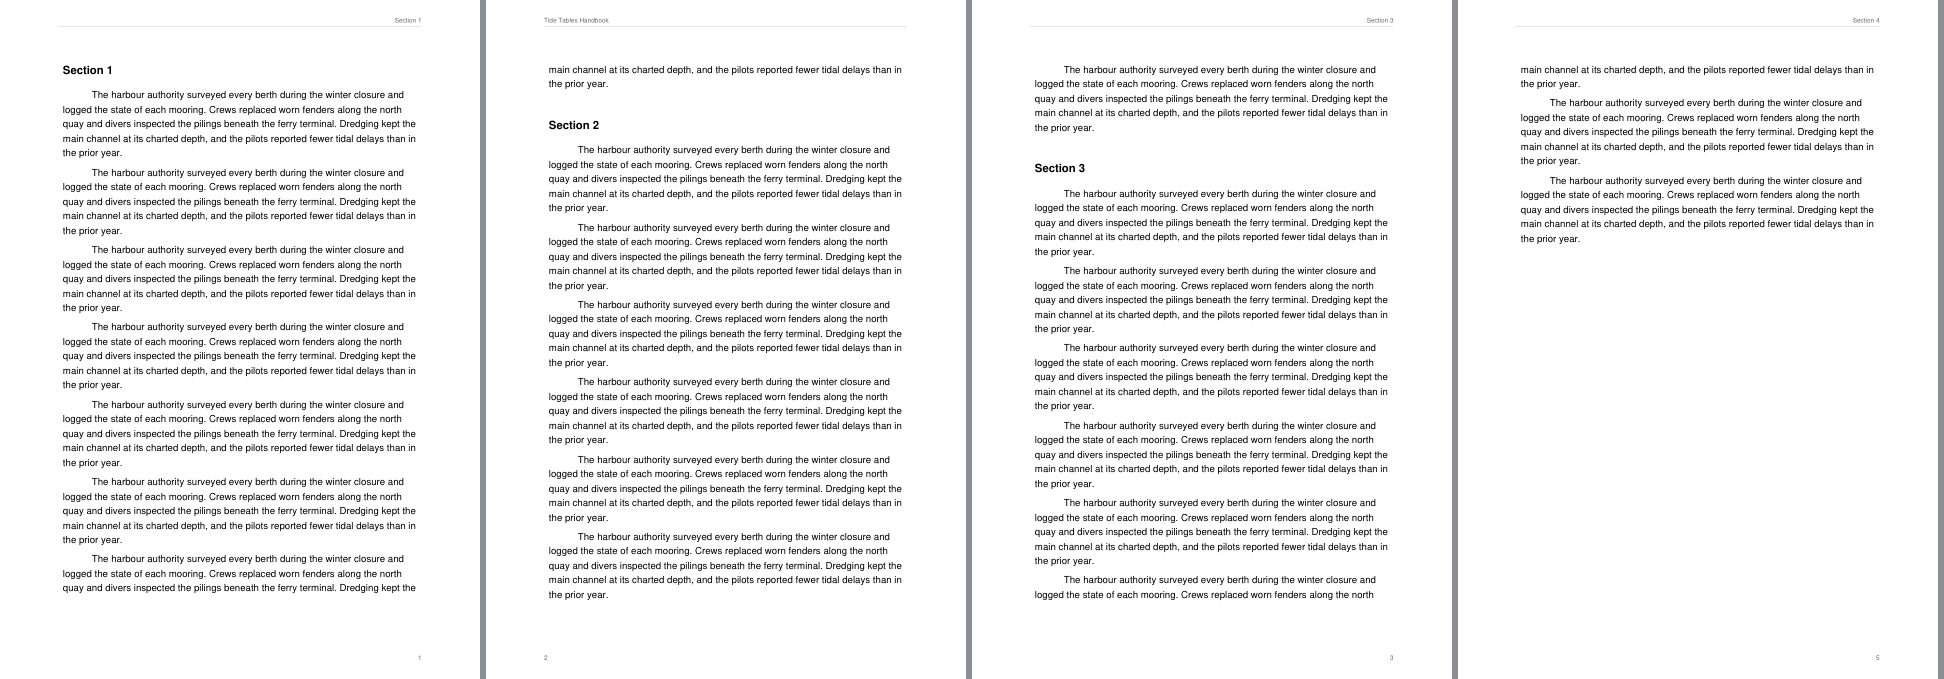 Section 1
Section 1
The harbour authority surveyed every berth during the winter closure and
logged the state of each mooring. Crews replaced worn fenders along the north
quay and divers inspected the pilings beneath the ferry terminal. Dredging kept the
main channel at its charted depth, and the pilots reported fewer tidal delays than in
the prior year.
The harbour authority surveyed every berth during the winter closure and
logged the state of each mooring. Crews replaced worn fenders along the north
quay and divers inspected the pilings beneath the ferry terminal. Dredging kept the
main channel at its charted depth, and the pilots reported fewer tidal delays than in
the prior year.
The harbour authority surveyed every berth during the winter closure and
logged the state of each mooring. Crews replaced worn fenders along the north
quay and divers inspected the pilings beneath the ferry terminal. Dredging kept the
main channel at its charted depth, and the pilots reported fewer tidal delays than in
the prior year.
The harbour authority surveyed every berth during the winter closure and
logged the state of each mooring. Crews replaced worn fenders along the north
quay and divers inspected the pilings beneath the ferry terminal. Dredging kept the
main channel at its charted depth, and the pilots reported fewer tidal delays than in
the prior year.
The harbour authority surveyed every berth during the winter closure and
logged the state of each mooring. Crews replaced worn fenders along the north
quay and divers inspected the pilings beneath the ferry terminal. Dredging kept the
main channel at its charted depth, and the pilots reported fewer tidal delays than in
the prior year.
The harbour authority surveyed every berth during the winter closure and
logged the state of each mooring. Crews replaced worn fenders along the north
quay and divers inspected the pilings beneath the ferry terminal. Dredging kept the
main channel at its charted depth, and the pilots reported fewer tidal delays than in
the prior year.
The harbour authority surveyed every berth during the winter closure and
logged the state of each mooring. Crews replaced worn fenders along the north
quay and divers inspected the pilings beneath the ferry terminal. Dredging kept the
1
Tide Tables Handbook
main channel at its charted depth, and the pilots reported fewer tidal delays than in
the prior year.
Section 2
The harbour authority surveyed every berth during the winter closure and
logged the state of each mooring. Crews replaced worn fenders along the north
quay and divers inspected the pilings beneath the ferry terminal. Dredging kept the
main channel at its charted depth, and the pilots reported fewer tidal delays than in
the prior year.
The harbour authority surveyed every berth during the winter closure and
logged the state of each mooring. Crews replaced worn fenders along the north
quay and divers inspected the pilings beneath the ferry terminal. Dredging kept the
main channel at its charted depth, and the pilots reported fewer tidal delays than in
the prior year.
The harbour authority surveyed every berth during the winter closure and
logged the state of each mooring. Crews replaced worn fenders along the north
quay and divers inspected the pilings beneath the ferry terminal. Dredging kept the
main channel at its charted depth, and the pilots reported fewer tidal delays than in
the prior year.
The harbour authority surveyed every berth during the winter closure and
logged the state of each mooring. Crews replaced worn fenders along the north
quay and divers inspected the pilings beneath the ferry terminal. Dredging kept the
main channel at its charted depth, and the pilots reported fewer tidal delays than in
the prior year.
The harbour authority surveyed every berth during the winter closure and
logged the state of each mooring. Crews replaced worn fenders along the north
quay and divers inspected the pilings beneath the ferry terminal. Dredging kept the
main channel at its charted depth, and the pilots reported fewer tidal delays than in
the prior year.
The harbour authority surveyed every berth during the winter closure and
logged the state of each mooring. Crews replaced worn fenders along the north
quay and divers inspected the pilings beneath the ferry terminal. Dredging kept the
main channel at its charted depth, and the pilots reported fewer tidal delays than in
the prior year.
2
Section 3
The harbour authority surveyed every berth during the winter closure and
logged the state of each mooring. Crews replaced worn fenders along the north
quay and divers inspected the pilings beneath the ferry terminal. Dredging kept the
main channel at its charted depth, and the pilots reported fewer tidal delays than in
the prior year.
Section 3
The harbour authority surveyed every berth during the winter closure and
logged the state of each mooring. Crews replaced worn fenders along the north
quay and divers inspected the pilings beneath the ferry terminal. Dredging kept the
main channel at its charted depth, and the pilots reported fewer tidal delays than in
the prior year.
The harbour authority surveyed every berth during the winter closure and
logged the state of each mooring. Crews replaced worn fenders along the north
quay and divers inspected the pilings beneath the ferry terminal. Dredging kept the
main channel at its charted depth, and the pilots reported fewer tidal delays than in
the prior year.
The harbour authority surveyed every berth during the winter closure and
logged the state of each mooring. Crews replaced worn fenders along the north
quay and divers inspected the pilings beneath the ferry terminal. Dredging kept the
main channel at its charted depth, and the pilots reported fewer tidal delays than in
the prior year.
The harbour authority surveyed every berth during the winter closure and
logged the state of each mooring. Crews replaced worn fenders along the north
quay and divers inspected the pilings beneath the ferry terminal. Dredging kept the
main channel at its charted depth, and the pilots reported fewer tidal delays than in
the prior year.
The harbour authority surveyed every berth during the winter closure and
logged the state of each mooring. Crews replaced worn fenders along the north
quay and divers inspected the pilings beneath the ferry terminal. Dredging kept the
main channel at its charted depth, and the pilots reported fewer tidal delays than in
the prior year.
The harbour authority surveyed every berth during the winter closure and
logged the state of each mooring. Crews replaced worn fenders along the north
3
Section 4
main channel at its charted depth, and the pilots reported fewer tidal delays than in
the prior year.
The harbour authority surveyed every berth during the winter closure and
logged the state of each mooring. Crews replaced worn fenders along the north
quay and divers inspected the pilings beneath the ferry terminal. Dredging kept the
main channel at its charted depth, and the pilots reported fewer tidal delays than in
the prior year.
The harbour authority surveyed every berth during the winter closure and
logged the state of each mooring. Crews replaced worn fenders along the north
quay and divers inspected the pilings beneath the ferry terminal. Dredging kept the
main channel at its charted depth, and the pilots reported fewer tidal delays than in
the prior year.
5